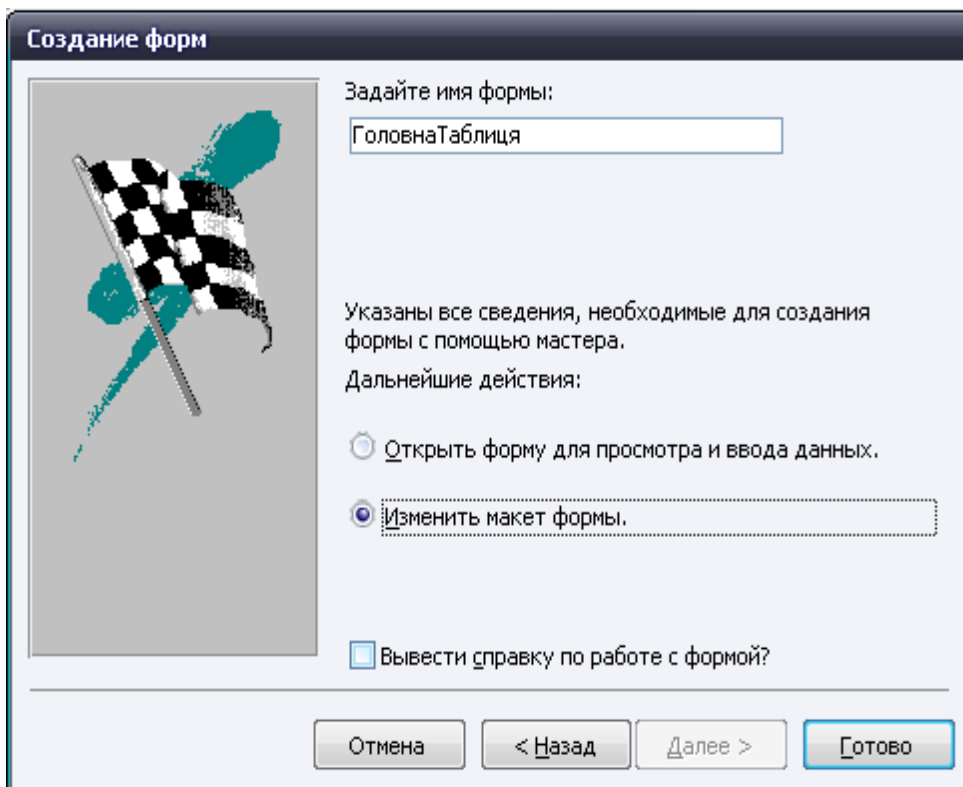 Создание форм
Задайте имя формы:
ГоловнаТаблиця
Указаны все сведения, необходимые для создания
формы с помощью мастера.
Дальнейшие действия:
Открыть форму для просмотра и ввода данных.
Изменить макет формы.
Вывести справку по работе с формой?
Отмена
< Назад
Далее >
Готово